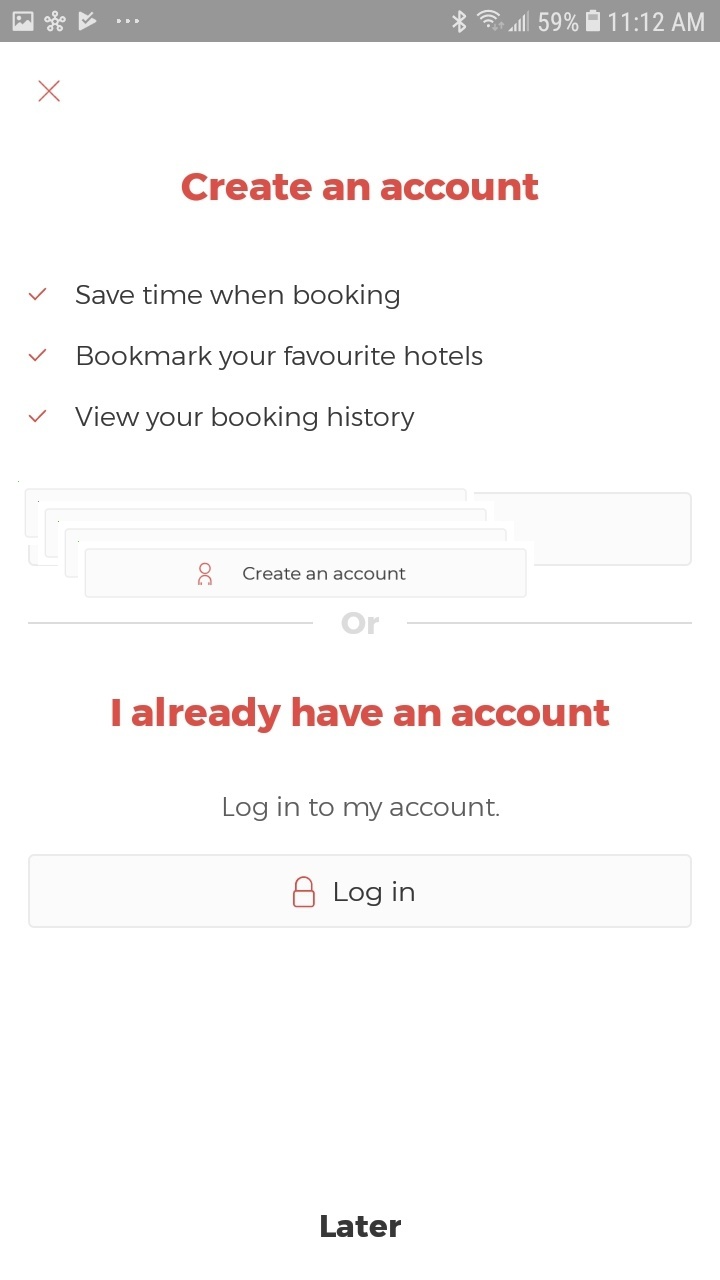 59% 11:12 AM
Create an account
Save time when booking
Bookmark your favourite hotels
View your booking history
Create an account
Or
I already have an account
Log in to my account.
Log in
Later